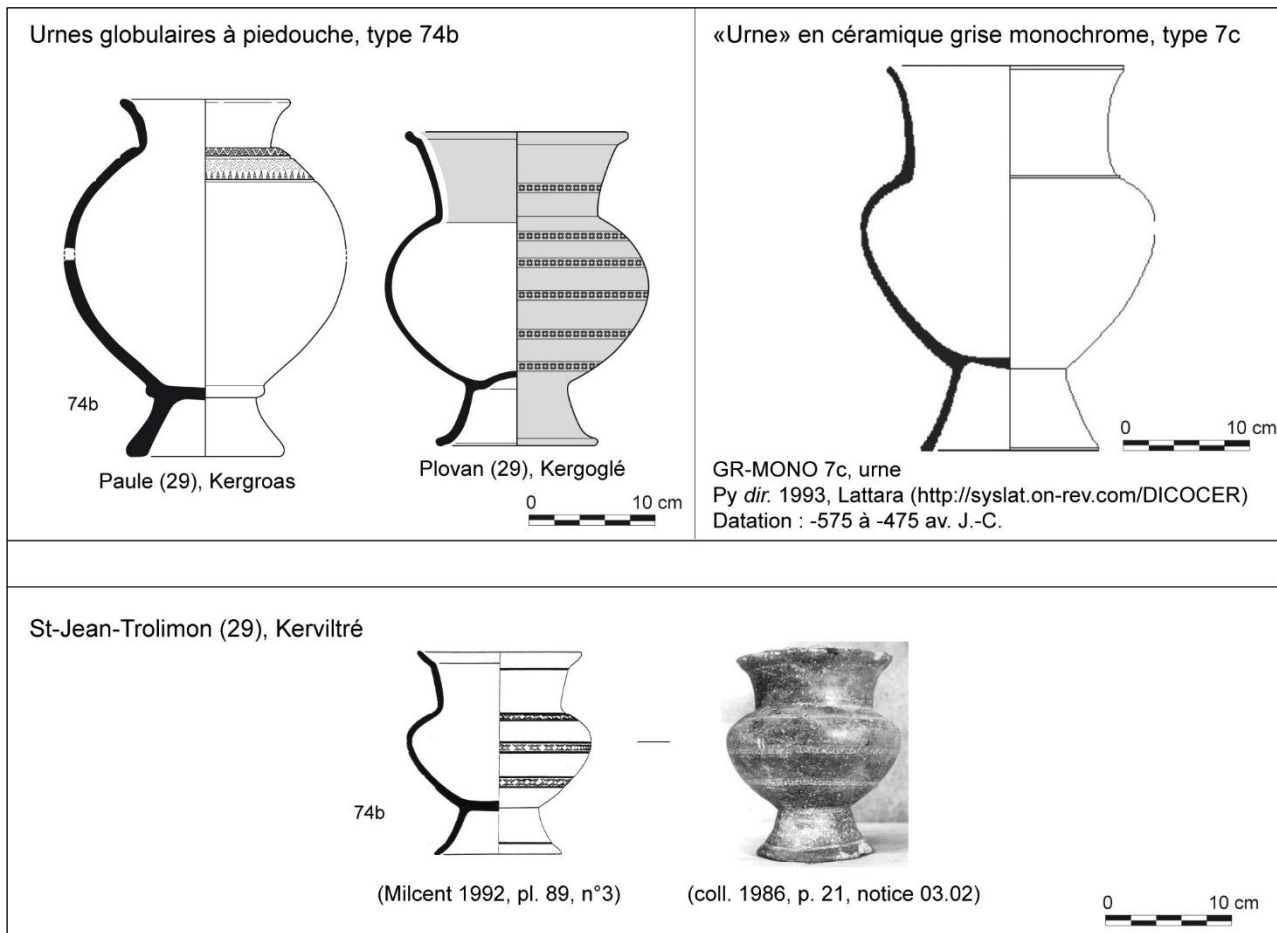 Urnes globulaires à piedouche, type 74b
74b
Paule (29), Kergroas
Plovan (29), Kergoglé
0 10 cm
«Urne» en céramique grise monochrome, type 7c
0 10 cm
GR-MONO 7c, urne
Py dir. 1993, Lattara (http://syslat.on-rev.com/DICOCER)
Datation : -575 à -475 av. J.-C.
St-Jean-Trolimon (29), Kerviltré
74b
(Milcent 1992, pl. 89, n°3)
(coll. 1986, p. 21, notice 03.02)
0 10 cm